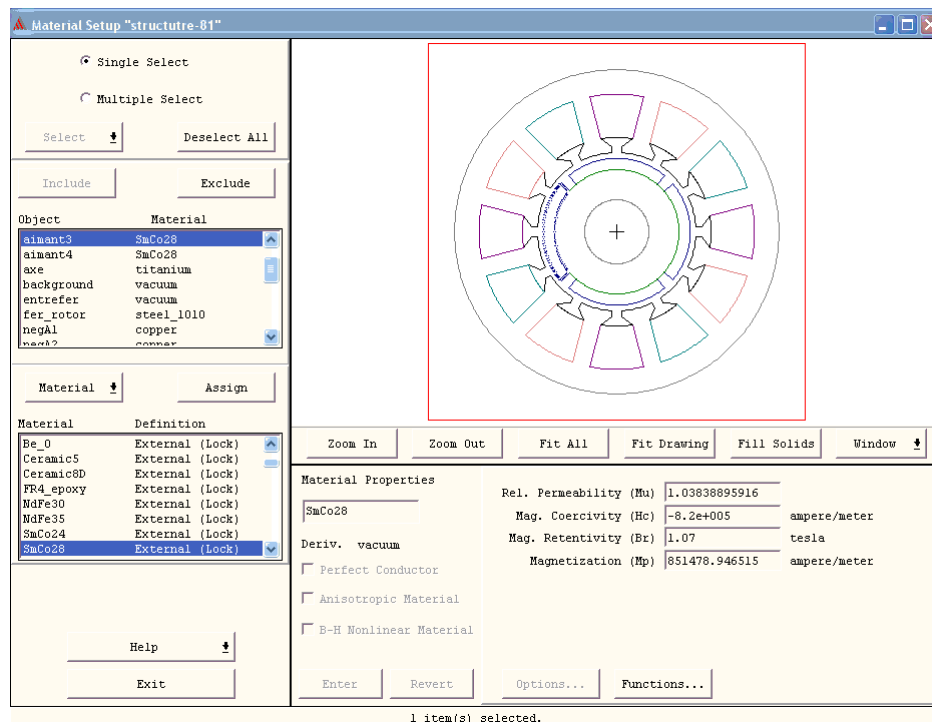 Material Setup "structutre-81"
Single Select
Multiple Select
Select Deselect All
Include Exclude
Object Material
aimant3 SmCo28
aimant4 SmCo28
axe titanium
background vacuum
entrefer vacuum
fer_rotor steel_1010
negA1 copper
negA2 copper
Material Assign
Material Definition
Be_0 External (Lock)
Ceramic5 External (Lock)
Ceramic8D External (Lock)
FR4_epoxy External (Lock)
NdFe30 External (Lock)
NdFe35 External (Lock)
SmCo24 External (Lock)
SmCo28 External (Lock)
Help
Exit
Zoom In Zoom Out Fit All Fit Drawing Fill Solids Window
Material Properties
SmCo28
Deriv. vacuum
Perfect Conductor
Anisotropic Material
B-H Nonlinear Material
Enter Revert
Rel. Permeability (Mu) 1.03838895916
Mag. Coercivity (Hc) -8.2e+005 ampere/meter
Mag. Retentivity (Br) 1.07 tesla
Magnetization (Mp) 851478.946515 ampere/meter
Options... Functions...
1 item(s) selected.